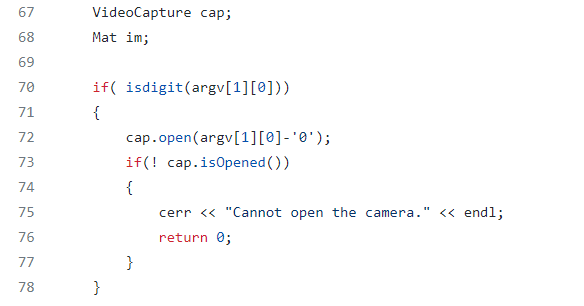 67 VideoCapture cap;
68 Mat im;
69
70 if( isdigit(argv[1][0]))
71 {
72 cap.open(argv[1][0]-'0');
73 if(! cap.isOpened())
74 {
75 cerr << "Cannot open the camera." << endl;
76 return 0;
77 }
78 }